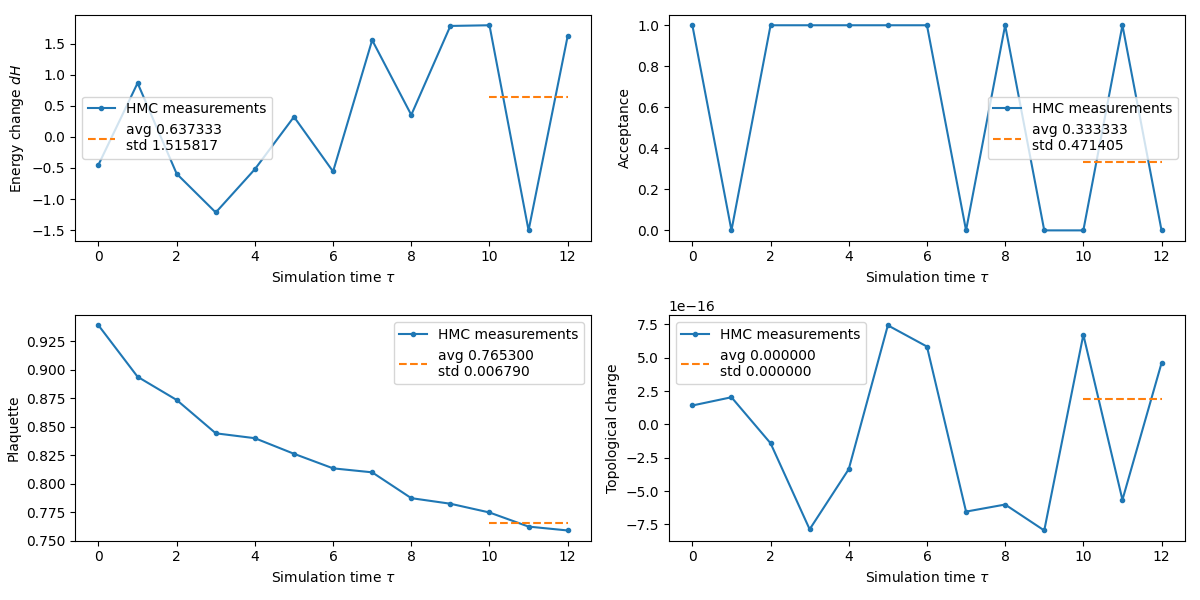 Energy change dH
1.5
1.0
0.5
0.0
−0.5
−1.0
−1.5
HMC measurements
avg 0.637333
std 1.515817
0 2 4 6 8 10 12
Simulation time τ
Acceptance
1.0
0.8
0.6
0.4
0.2
0.0
HMC measurements
avg 0.333333
std 0.471405
0 2 4 6 8 10 12
Simulation time τ
Plaquette
0.925
0.900
0.875
0.850
0.825
0.800
0.775
0.750
HMC measurements
avg 0.765300
std 0.006790
0 2 4 6 8 10 12
Simulation time τ
1e−16
Topological charge
7.5
5.0
2.5
0.0
−2.5
−5.0
−7.5
HMC measurements
avg 0.000000
std 0.000000
0 2 4 6 8 10 12
Simulation time τ